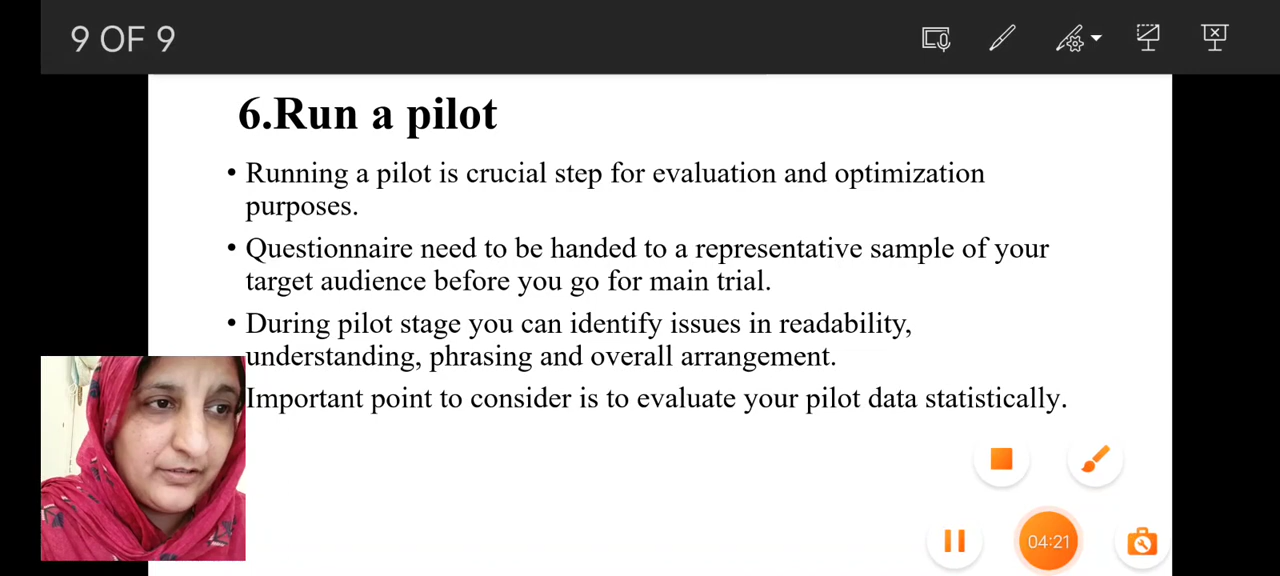 9 OF 9
6.Run a pilot
• Running a pilot is crucial step for evaluation and optimization
purposes.
• Questionnaire need to be handed to a representative sample of your
target audience before you go for main trial.
• During pilot stage you can identify issues in readability,
understanding, phrasing and overall arrangement.
Important point to consider is to evaluate your pilot data statistically.
04:21